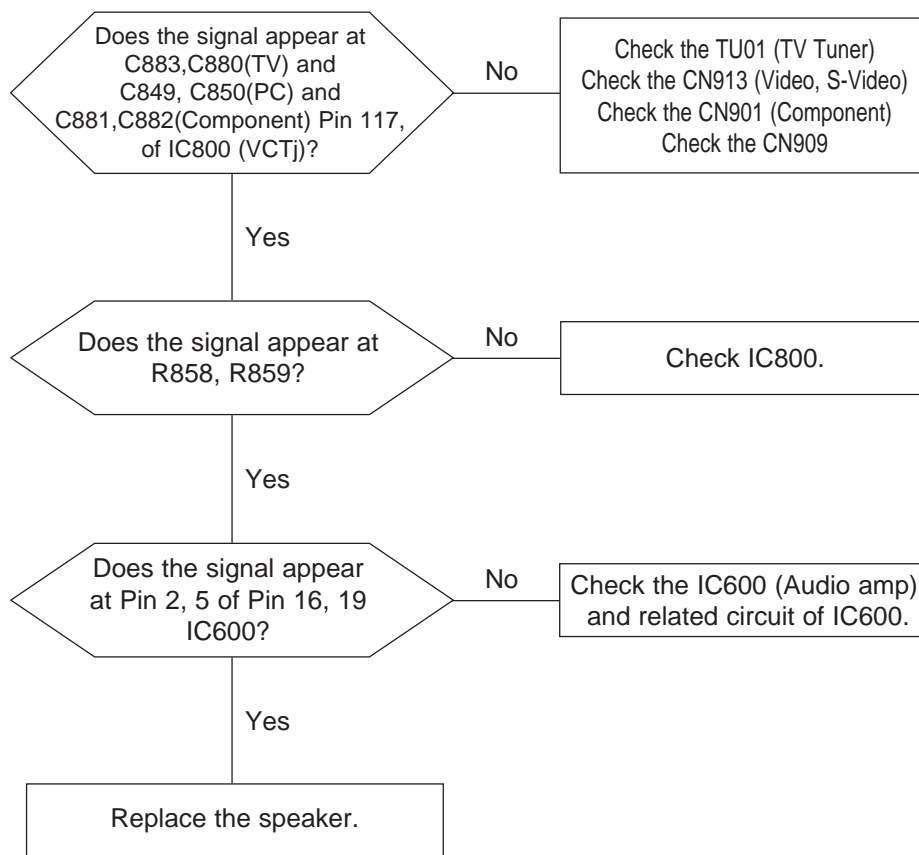 Does the signal appear at
C883,C880(TV) and
C849, C850(PC) and
C881,C882(Component) Pin 117,
of IC800 (VCTj)?
No
Check the TU01 (TV Tuner)
Check the CN913 (Video, S-Video)
Check the CN901 (Component)
Check the CN909
Yes
Does the signal appear at
R858, R859?
No
Check IC800.
Yes
Does the signal appear
at Pin 2, 5 of Pin 16, 19
IC600?
No
Check the IC600 (Audio amp)
and related circuit of IC600.
Yes
Replace the speaker.